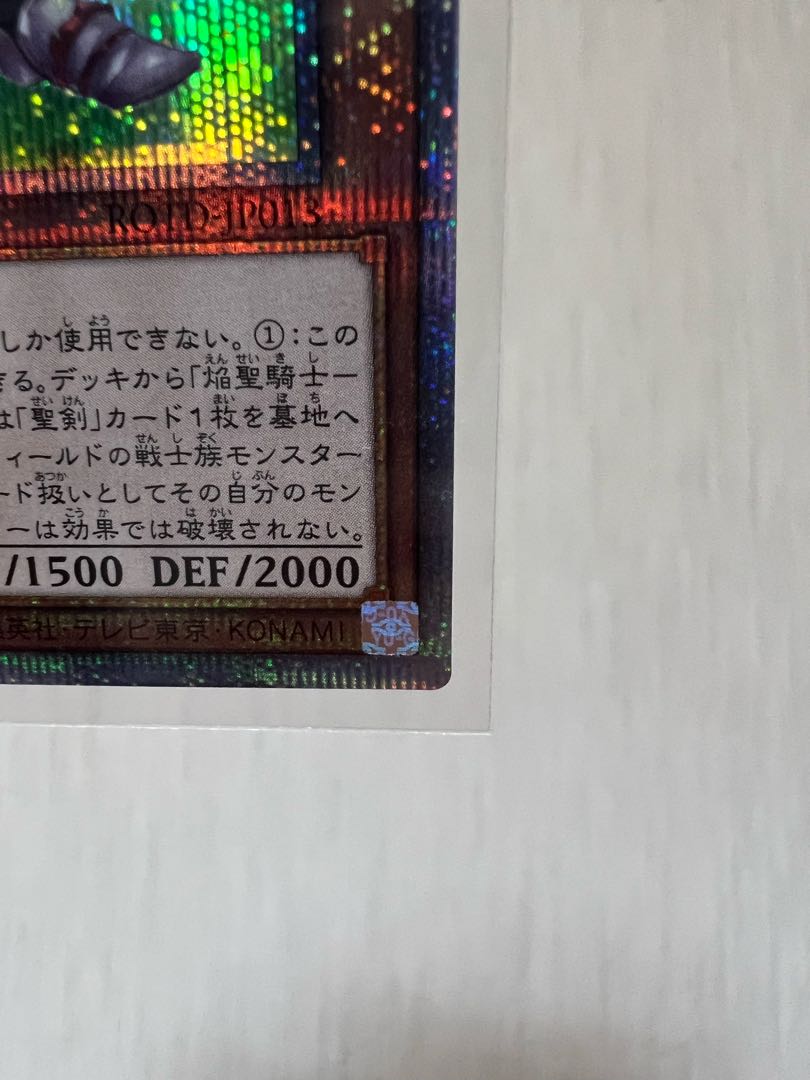 ROTD-JP013
しか使用できない。①:この
きる。デッキから「焔聖騎士ー
は「聖剣」カード1枚を墓地へ
ィールドの戦士族モンスター
ード扱いとしてその自分のモン
ーは効果では破壊されない。
/1500 DEF/2000
英社・テレビ東京・KONAMI